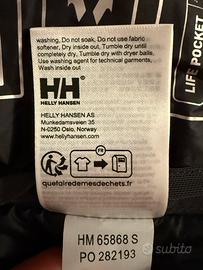 washing, Do not soak, Do not use fabric
softener, Dry inside out, Tumble dry until
completely dry, Tumble dry with dryer balls,
Use washing agent for technical garments,
Wash inside out
HH
HELLY HANSEN
HELLY HANSEN AS
Munkedamsveien 35
N-0250 Oslo, Norway
www.hellyhansen.com
FR
quefairedemesdechets.fr
HM 65868 S
PO 282193
LIFE POCKET
subito